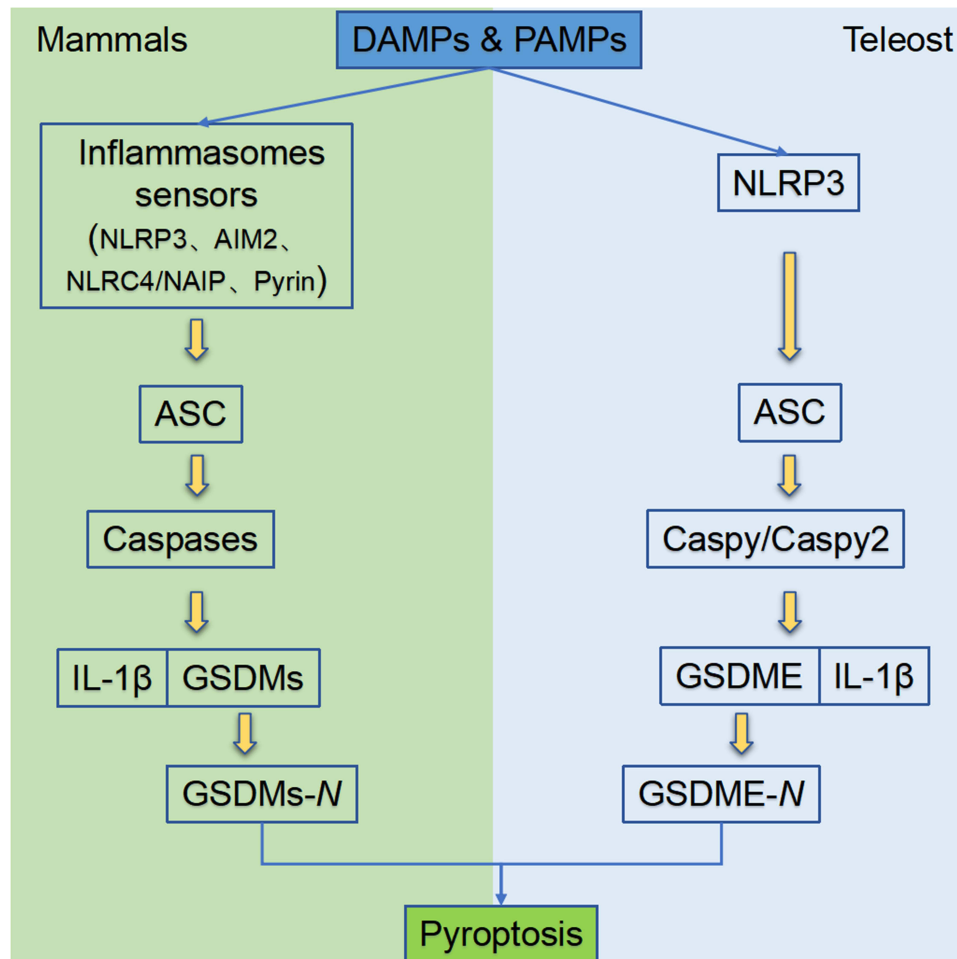 Mammals
DAMPs & PAMPs
Teleost
Inflammasomes
sensors
(NLRP3、AIM2、
NLRC4/NAIP、Pyrin)
NLRP3
ASC
ASC
Caspases
Caspy/Caspy2
IL-1β
GSDMs
GSDME
IL-1β
GSDMs-N
GSDME-N
Pyroptosis